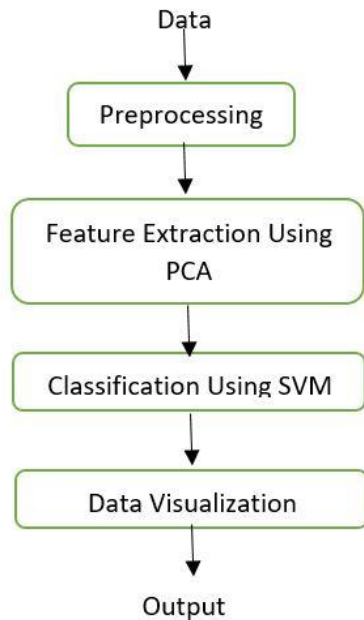 Data
Preprocessing
Feature Extraction Using
PCA
Classification Using SVM
Data Visualization
Output